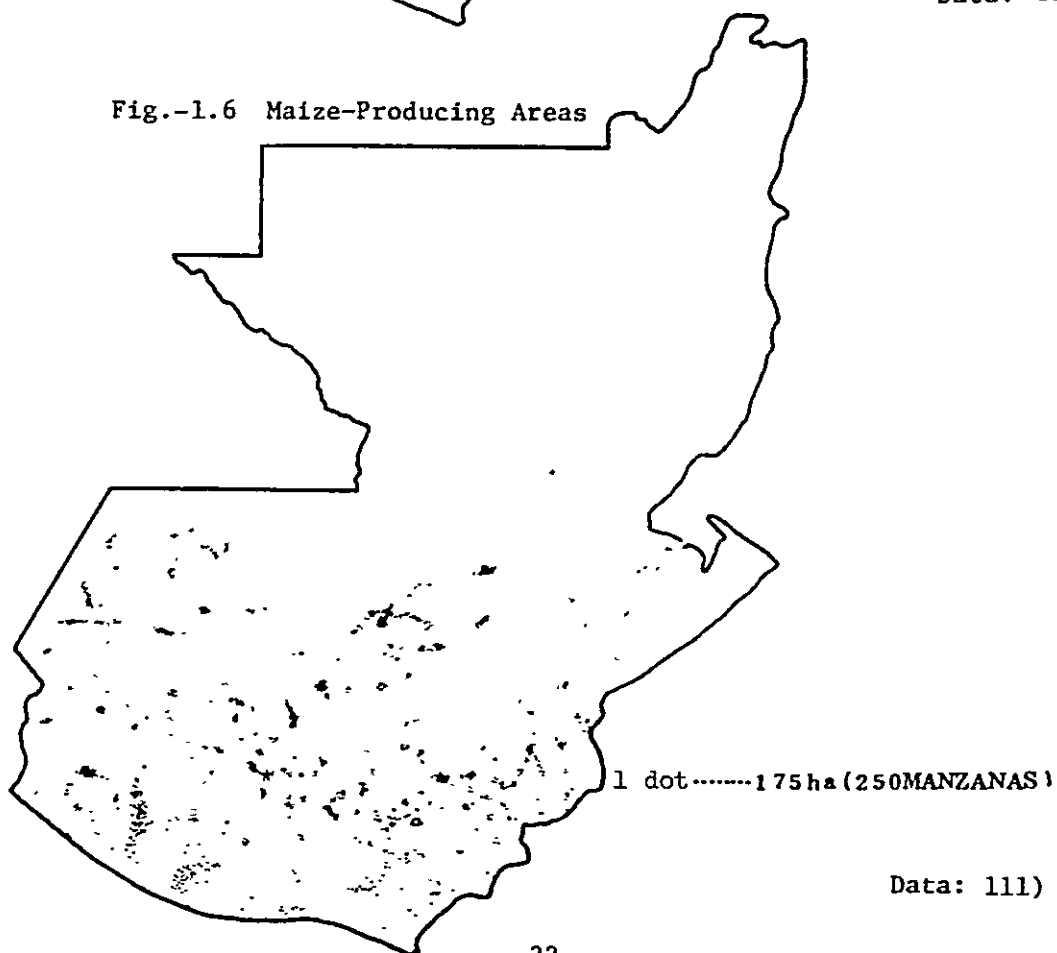 Fig.-1.6 Maize-Producing Areas
1 dot........175ha(250MANZANAS)
Data: 111)